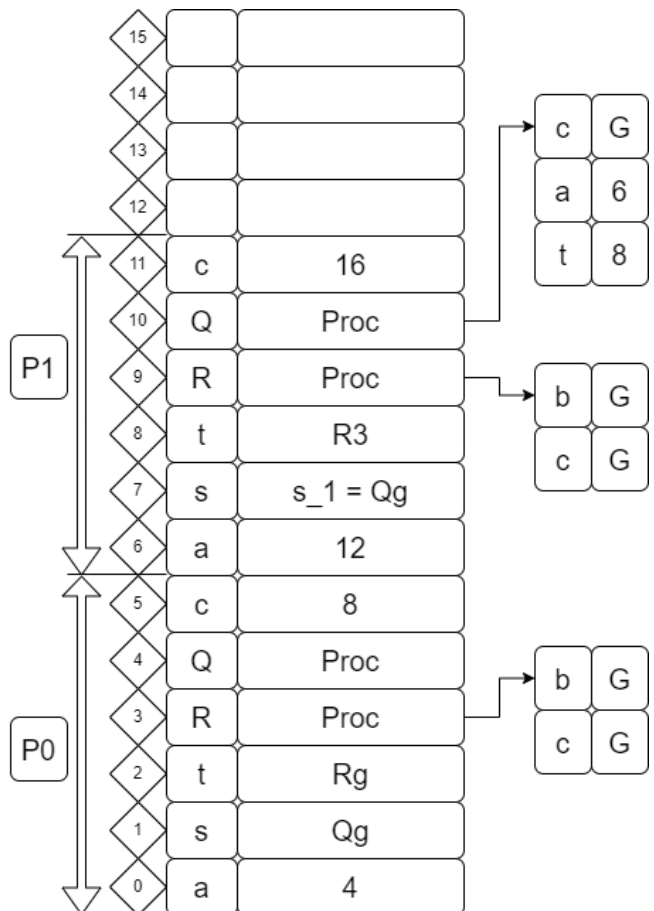 15
14
13
12
11 c 16
10 Q Proc
9 R Proc
8 t R3
7 s s_1 = Qg
6 a 12
5 c 8
4 Q Proc
3 R Proc
2 t Rg
1 s Qg
0 a 4
P1
P0
c G
a 6
t 8
b G
c G
b G
c G